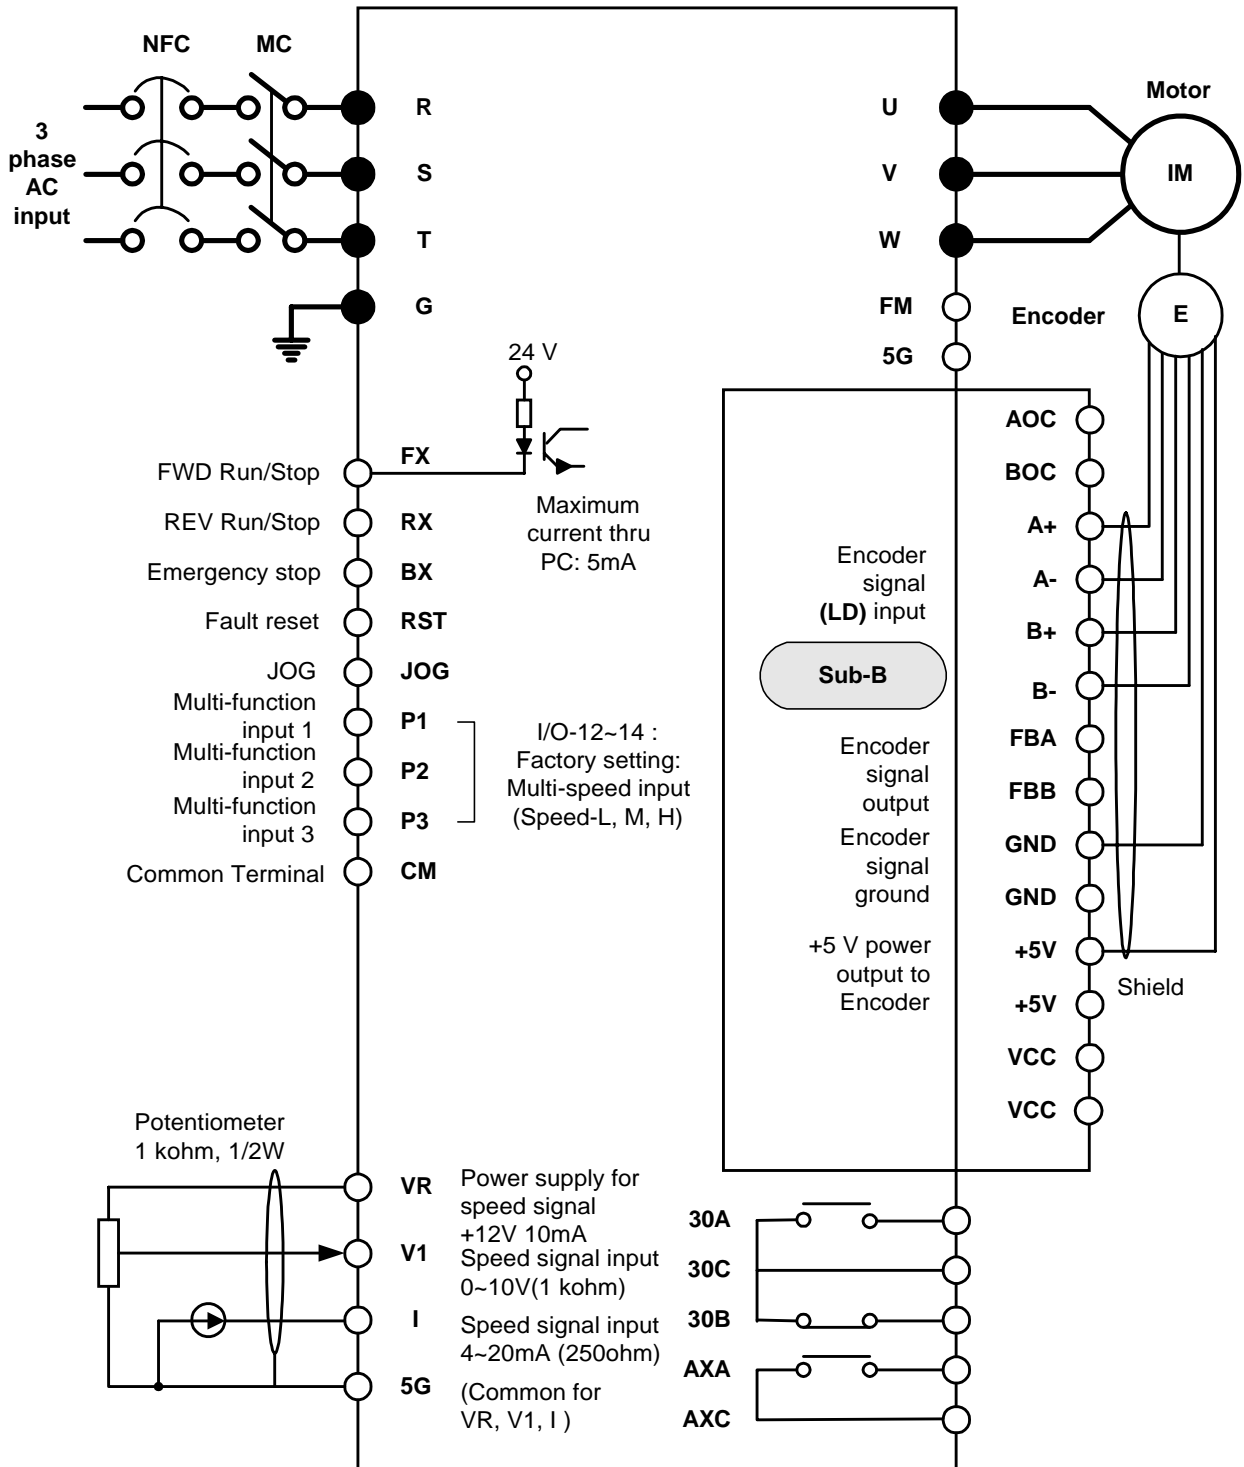 NFC
MC
3
phase
AC
input
R
S
T
G
U
V
W
FM
5G
Motor
IM
Encoder
E
24 V
FWD Run/Stop
FX
REV Run/Stop
RX
Emergency stop
BX
Fault reset
RST
JOG
JOG
Multi-function
input 1
P1
Multi-function
input 2
P2
Multi-function
input 3
P3
Common Terminal
CM
Maximum
current thru
PC: 5mA
I/O-12~14 :
Factory setting:
Multi-speed input
(Speed-L, M, H)
Encoder
signal
(LD) input
Sub-B
Encoder
signal
output
Encoder
signal
ground
+5 V power
output to
Encoder
AOC
BOC
A+
A-
B+
B-
FBA
FBB
GND
GND
+5V
+5V
VCC
VCC
Shield
Potentiometer
1 kohm, 1/2W
VR
Power supply for
speed signal
+12V 10mA
V1
Speed signal input
0~10V(1 kohm)
I
Speed signal input
4~20mA (250ohm)
5G
(Common for
VR, V1, I )
30A
30C
30B
AXA
AXC